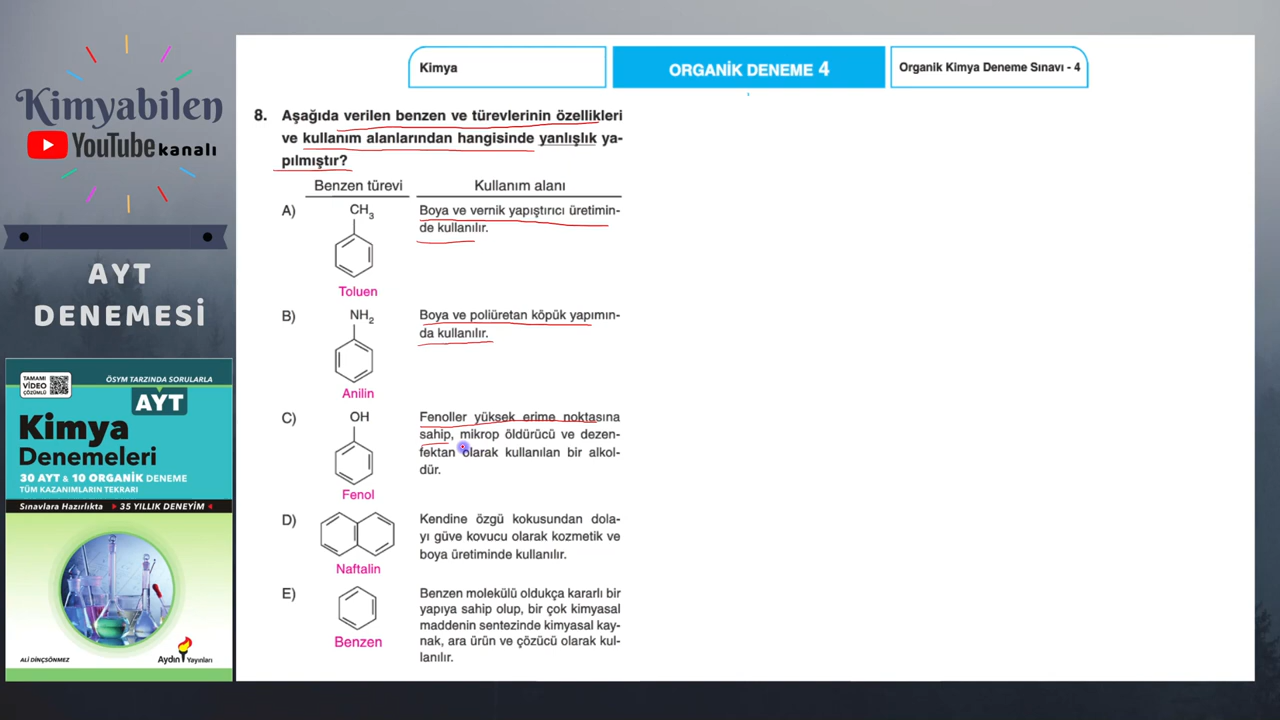 Kimyabilen
YouTube kanalı
AYT
DENEMESİ
TAMAMI
VİDEO
ÇÖZÜMLÜ
ÖSYM TARZINDA SORULARLA
AYT
Kimya
Denemeleri
30 AYT & 10 ORGANİK DENEME
TÜM KAZANIMLARIN TEKRARI
Sınavlara Hazırlıkta 35 YILLIK DENEYİM
ALİ DİNÇSÖNMEZ
Aydın Yayınları
Kimya
ORGANİK DENEME 4
Organik Kimya Deneme Sınavı - 4
8. Aşağıda verilen benzen ve türevlerinin özellikleri
ve kullanım alanlarından hangisinde yanlışlık ya-
pılmıştır?
Benzen türevi Kullanım alanı
A) CH3 Boya ve vernik yapıştırıcı üretimin-
de kullanılır.
Toluen
B) NH2 Boya ve poliüretan köpük yapımın-
da kullanılır.
Anilin
C) OH Fenoller yüksek erime noktasına
sahip, mikrop öldürücü ve dezen-
fektan olarak kullanılan bir alkol-
dür.
Fenol
D) Kendine özgü kokusundan dola-
yı güve kovucu olarak kozmetik ve
boya üretiminde kullanılır.
Naftalin
E) Benzen molekülü oldukça kararlı bir
yapıya sahip olup, bir çok kimyasal
maddenin sentezinde kimyasal kay-
nak, ara ürün ve çözücü olarak kul-
lanılır.
Benzen